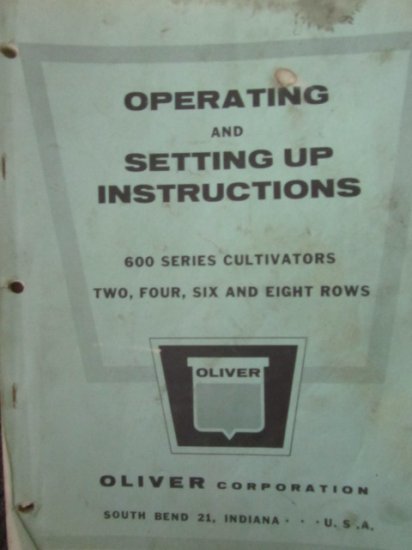 OPERATING
AND
SETTING UP
INSTRUCTIONS
600 SERIES CULTIVATORS
TWO, FOUR, SIX AND EIGHT ROWS
OLIVER
OLIVER CORPORATION
SOUTH BEND 21, INDIANA · · · U. S. A.